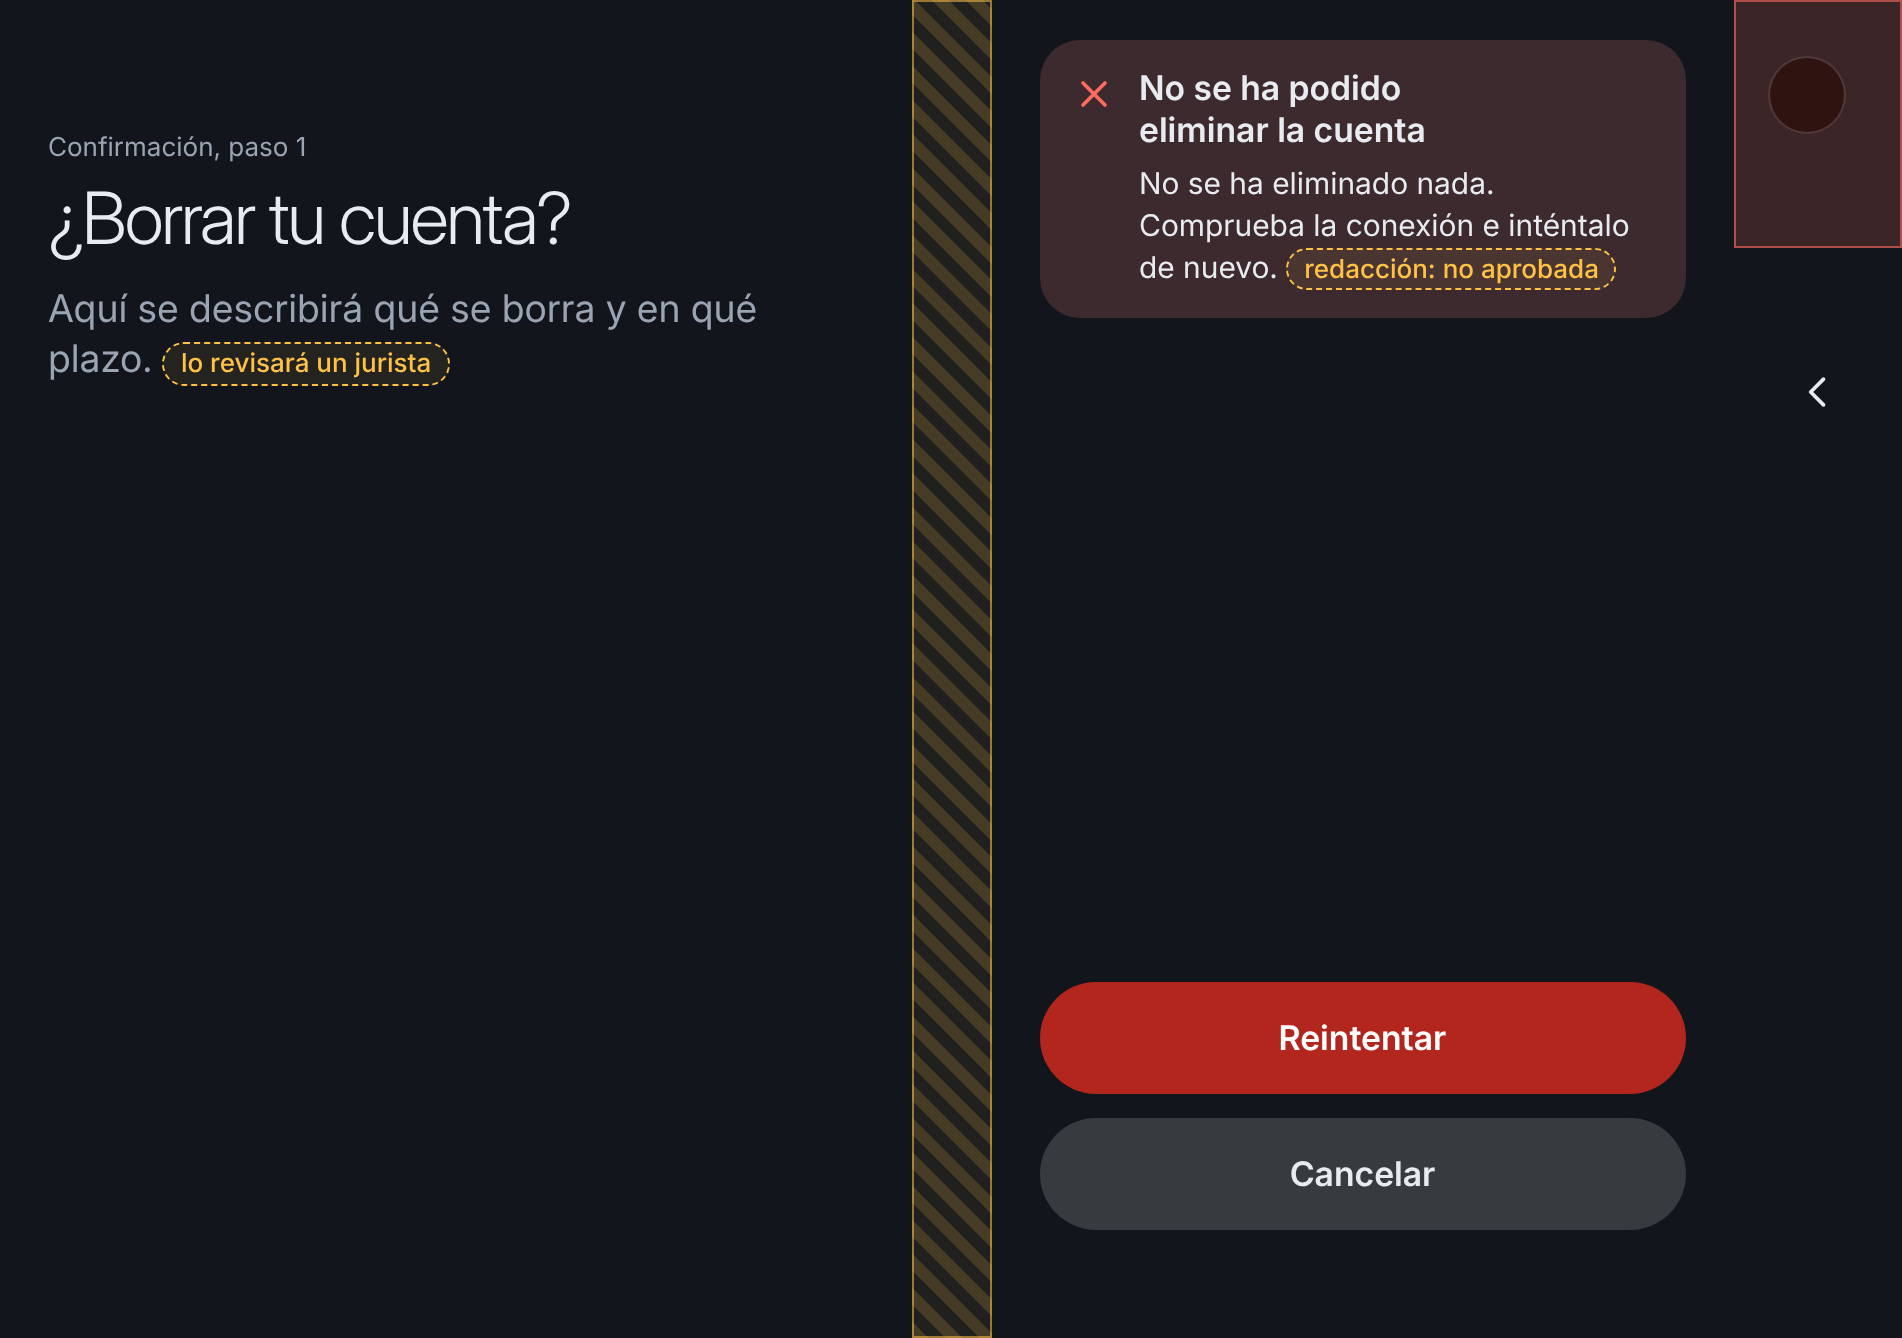 Confirmación, paso 1
¿Borrar tu cuenta?
Aquí se describirá qué se borra y en qué
plazo. lo revisará un jurista
No se ha podido
eliminar la cuenta
No se ha eliminado nada.
Comprueba la conexión e inténtalo
de nuevo. redacción: no aprobada
Reintentar
Cancelar